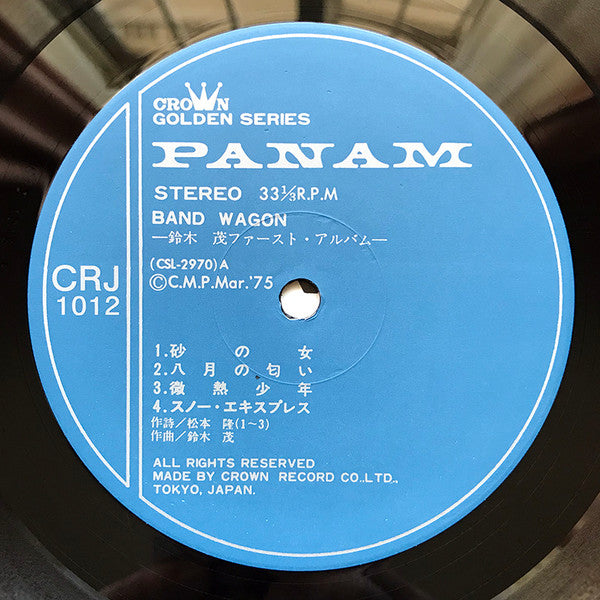 CROWN
GOLDEN SERIES
PANAM
STEREO 33⅓R.P.M
BAND WAGON
—鈴木 茂ファースト・アルバム—
(CSL-2970)A
©C.M.P.Mar.'75
CRJ
1012
1.砂の女
2.八月の匂い
3.微熱少年
4.スノー・エキスプレス
作詩/松本 隆(1~3)
作曲/鈴木 茂
ALL RIGHTS RESERVED
MADE BY CROWN RECORD CO.,LTD.,
TOKYO, JAPAN.